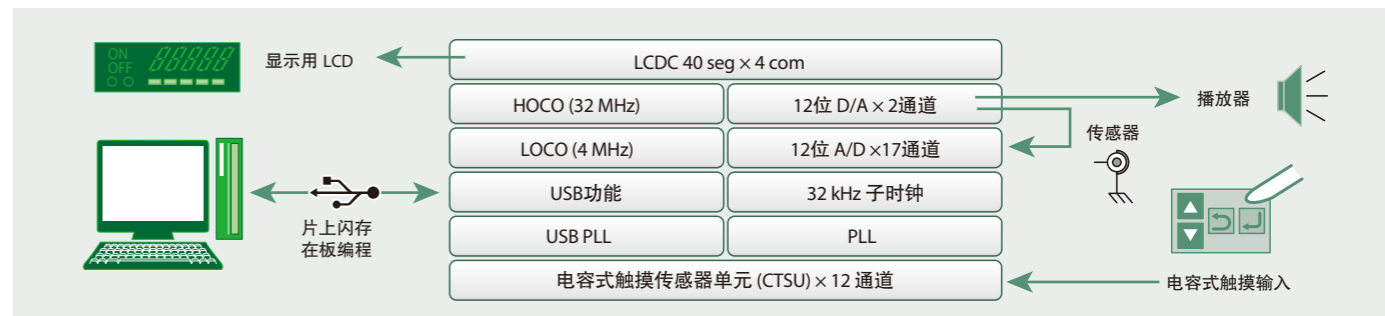 ON
OFF
88888
显示用 LCD
LCDC 40 seg × 4 com
HOCO (32 MHz)
12位 D/A × 2通道
播放器
LOCO (4 MHz)
12位 A/D ×17通道
传感器
USB功能
32 kHz 子时钟
片上闪存
在板编程
USB PLL
PLL
电容式触摸传感器单元 (CTSU) × 12 通道
电容式触摸输入